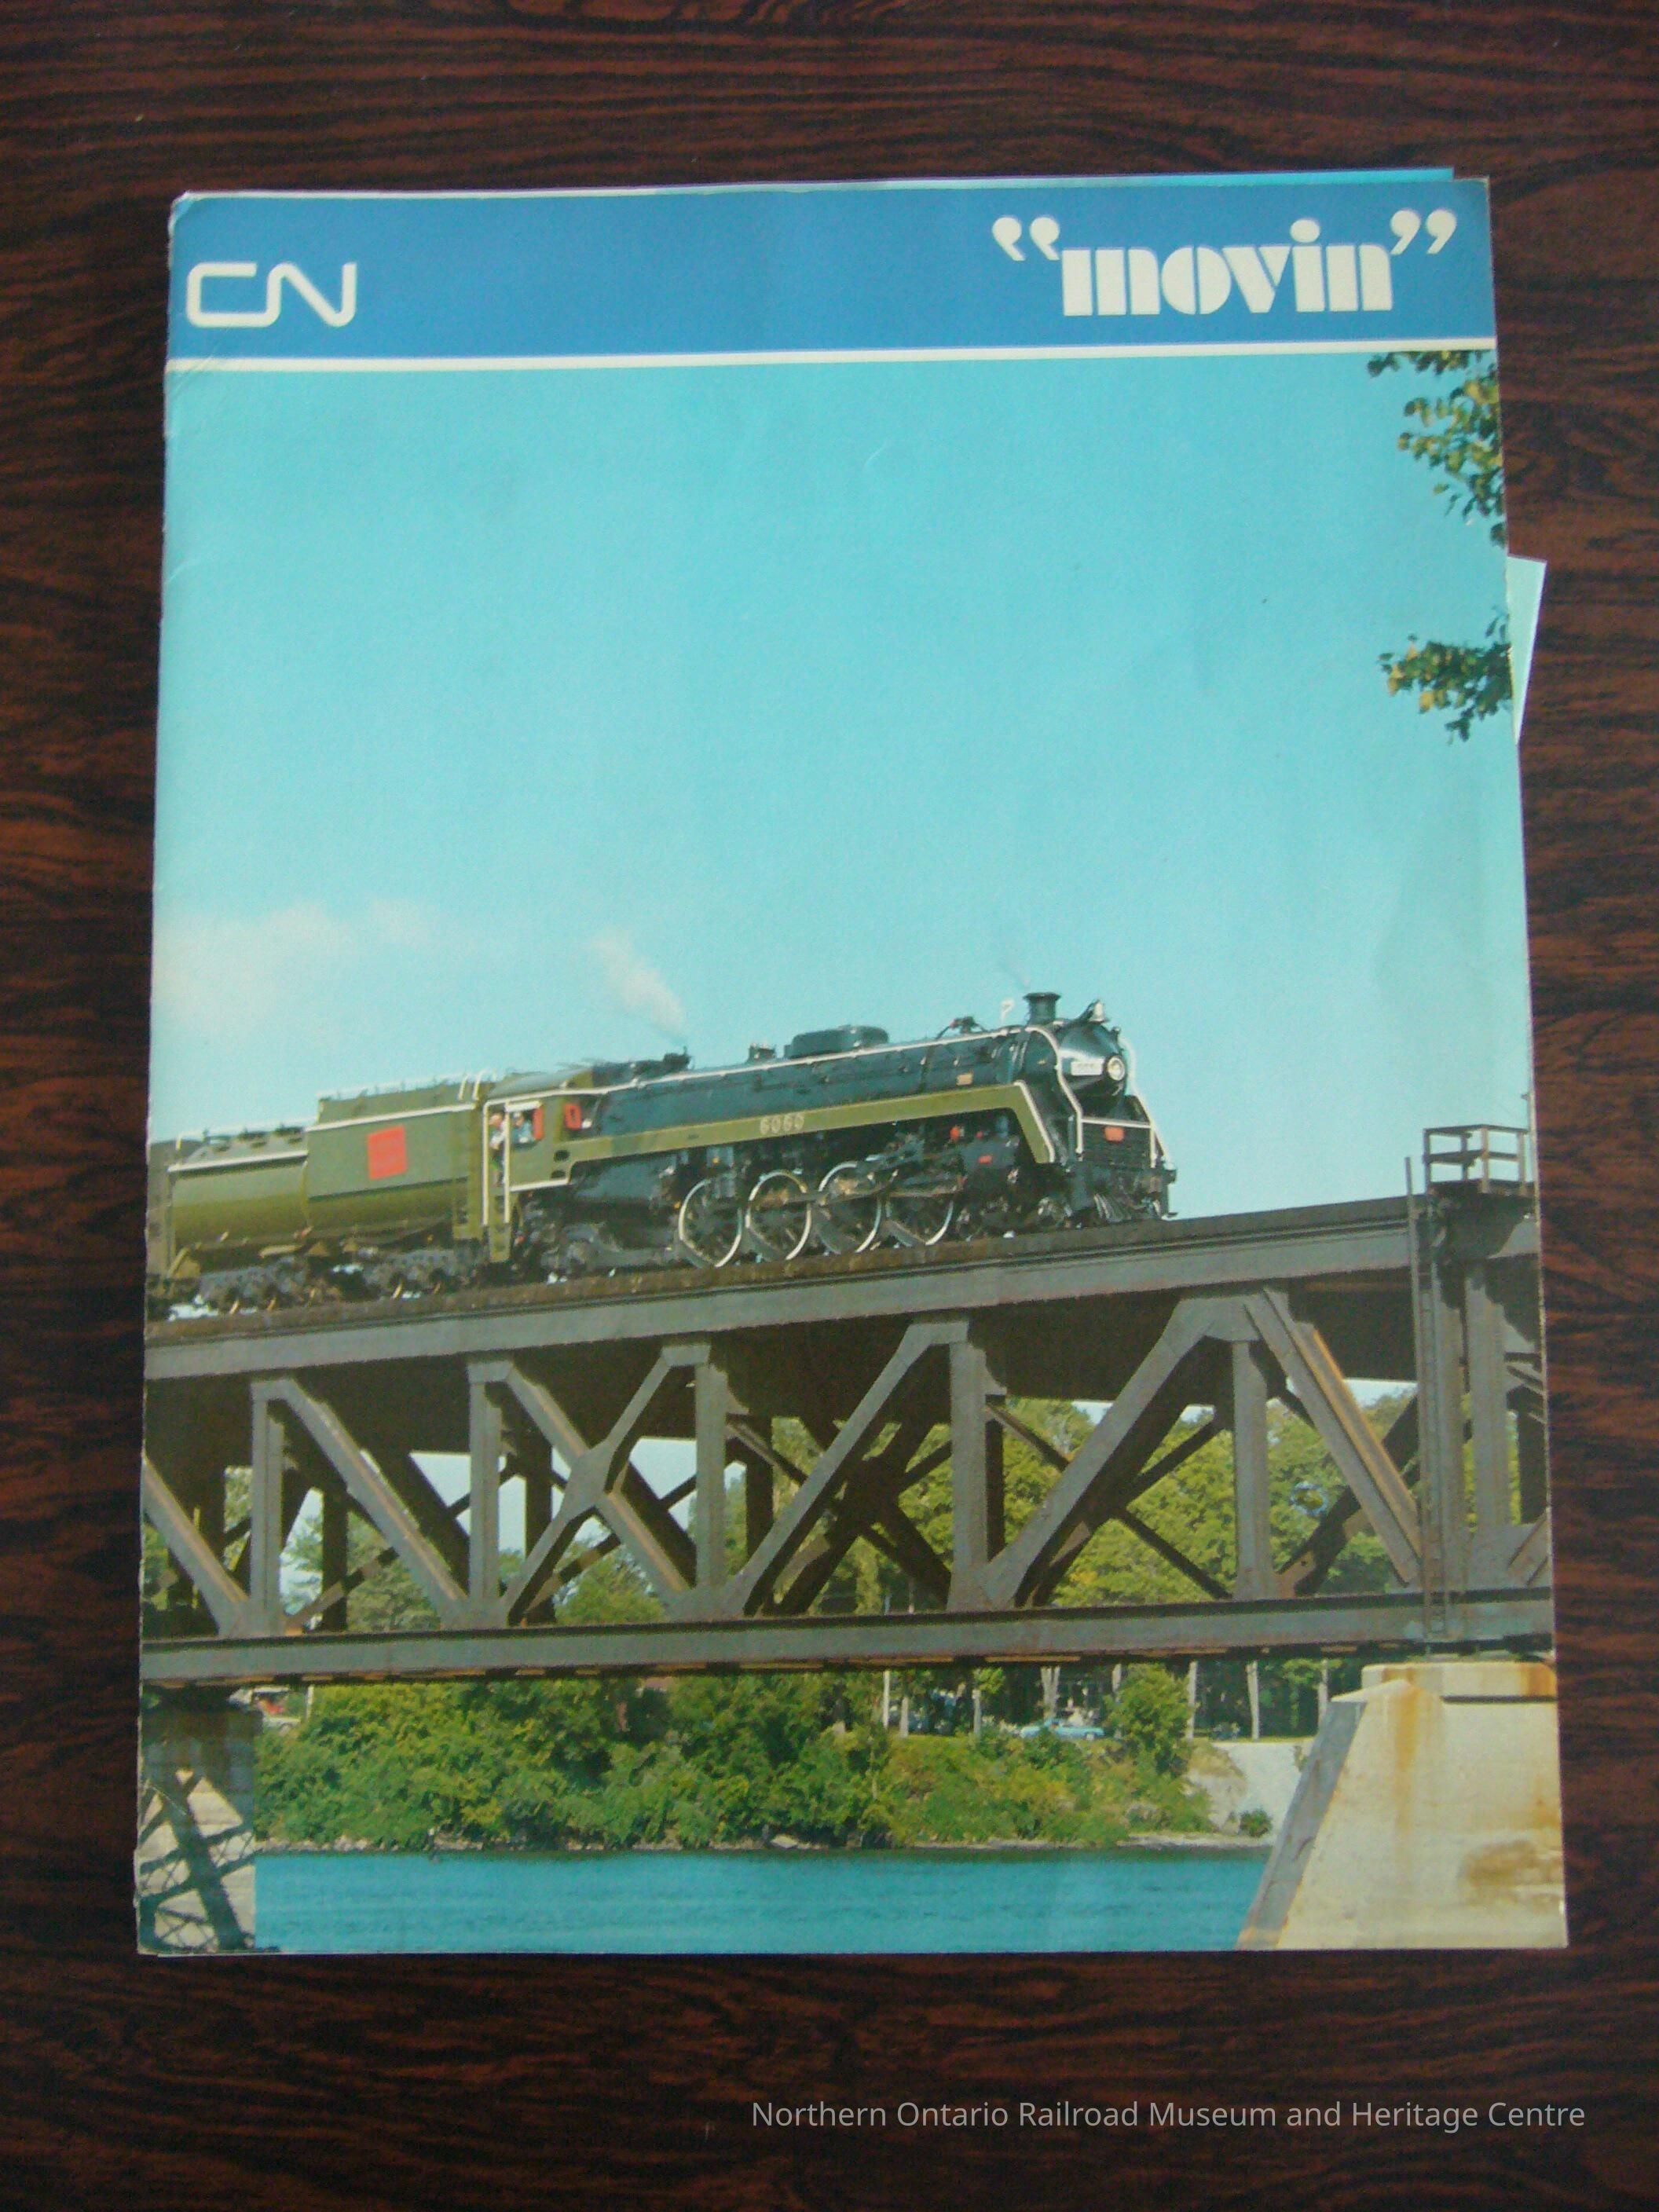 CN "movin"
6060
Northern Ontario Railroad Museum and Heritage Centre